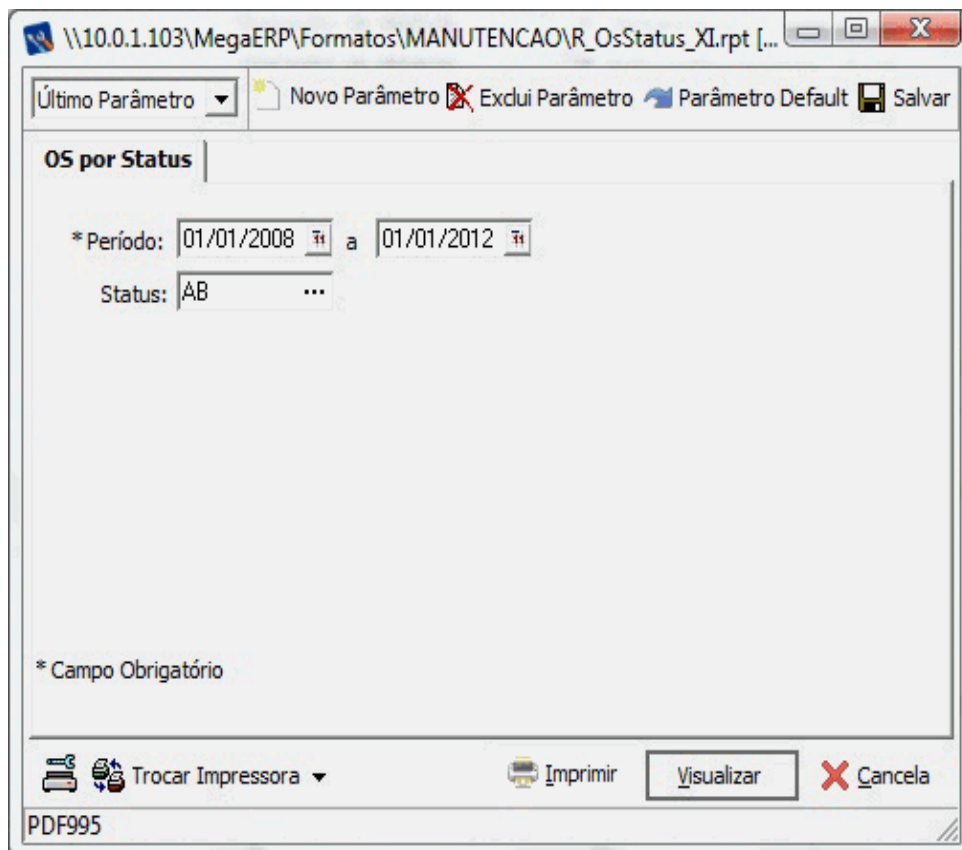 \\10.0.1.103\MegaERP\Formatos\MANUTENCAO\R_OsStatus_XI.rpt [...
Último Parâmetro Novo Parâmetro Exclui Parâmetro Parâmetro Default Salvar
OS por Status
* Período: 01/01/2008 a 01/01/2012
Status: AB ...
* Campo Obrigatório
Trocar Impressora Imprimir Visualizar Cancela
PDF995